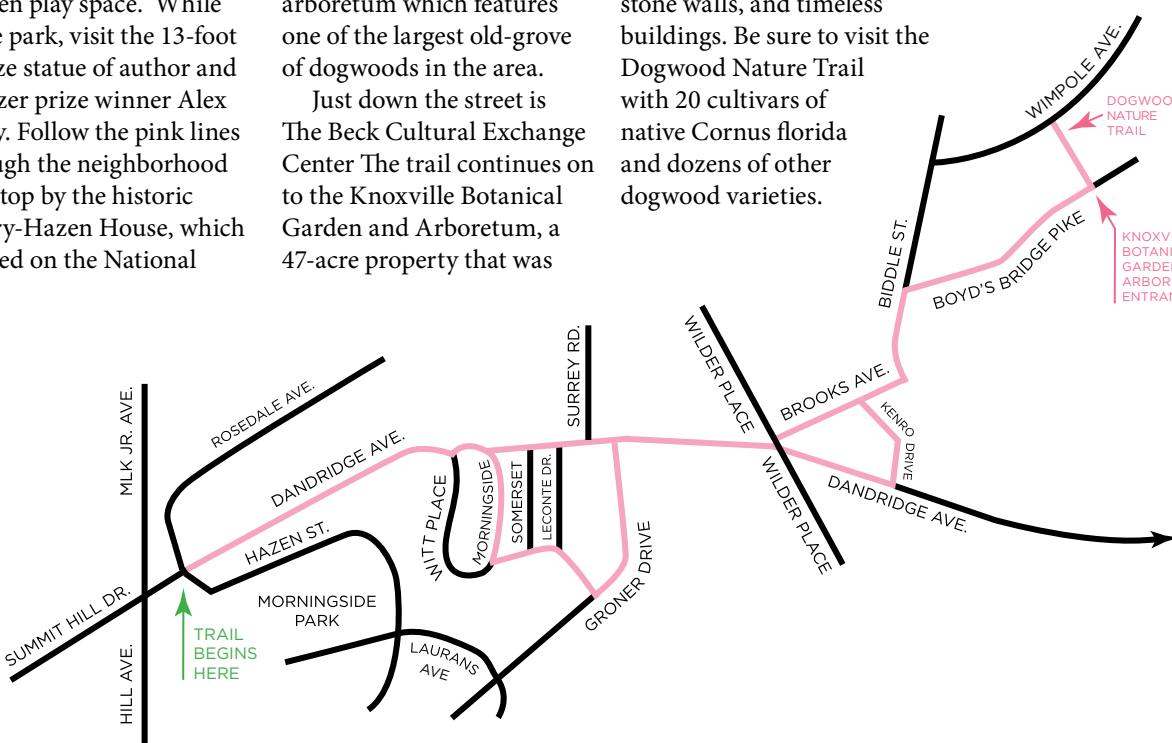 en play space. While
e park, visit the 13-foot
ze statue of author and
zer prize winner Alex
y. Follow the pink lines
ugh the neighborhood
top by the historic
ry-Hazen House, which
ed on the National
arboretum which features
one of the largest old-grove
of dogwoods in the area.
Just down the street is
The Beck Cultural Exchange
Center The trail continues on
to the Knoxville Botanical
Garden and Arboretum, a
47-acre property that was
stone walls, and timeless
buildings. Be sure to visit the
Dogwood Nature Trail
with 20 cultivars of
native Cornus florida
and dozens of other
dogwood varieties.
WIMPOLE AVE.
DOGWOO
NATURE
TRAIL
BIDDLE ST.
BOYD'S BRIDGE PIKE
KNOXVI
BOTANI
GARDE
ARBOR
ENTRAN
MLK JR. AVE.
ROSEDALE AVE.
SURREY RD.
WILDER PLACE
BROOKS AVE.
KENRO
DRIVE
DANDRIDGE AVE.
HAZEN ST.
WITT PLACE
MORNINGSIDE
SOMERSET
LECONTE DR.
WILDER PLACE
DANDRIDGE AVE.
GRONER DRIVE
SUMMIT HILL DR.
MORNINGSIDE
PARK
TRAIL
BEGINS
HERE
LAURANS
AVE
HILL AVE.